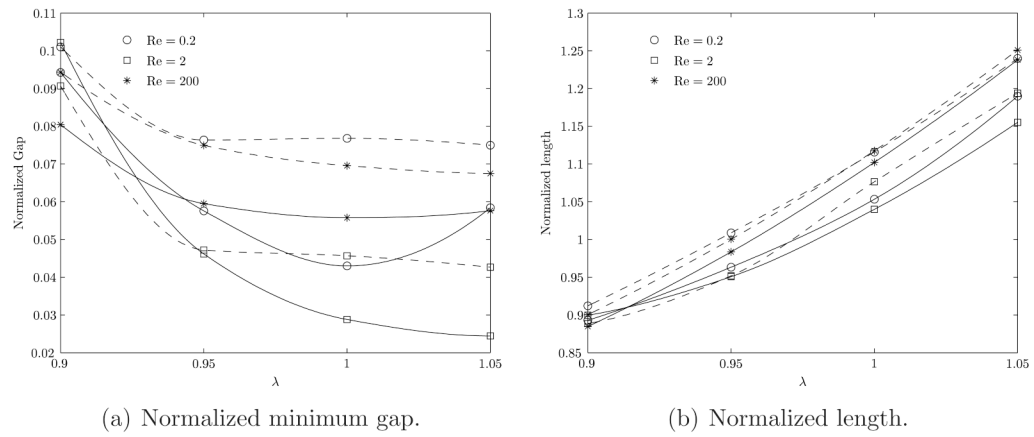 0.11
0.1
0.09
0.08
0.07
0.06
0.05
0.04
0.03
0.02
Normalized Gap
Re = 0.2
Re = 2
Re = 200
0.9 0.95 1 1.05
λ
(a) Normalized minimum gap.
1.3
1.25
1.2
1.15
1.1
1.05
1
0.95
0.9
0.85
Normalized length
Re = 0.2
Re = 2
Re = 200
0.9 0.95 1 1.05
λ
(b) Normalized length.